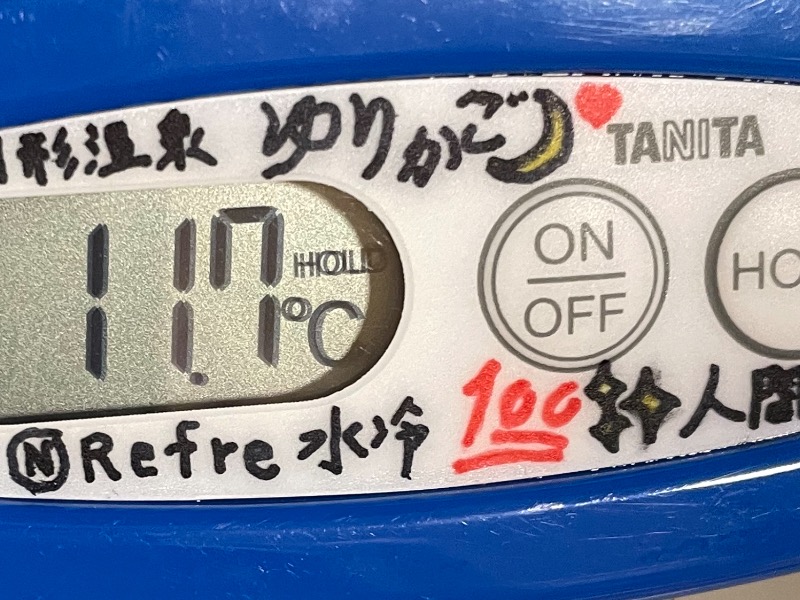 形温泉 ゆりかご
TANITA
11.7 °C
HOLD
ON
OFF
HO
Ⓝ Refre 水冷 100 人間